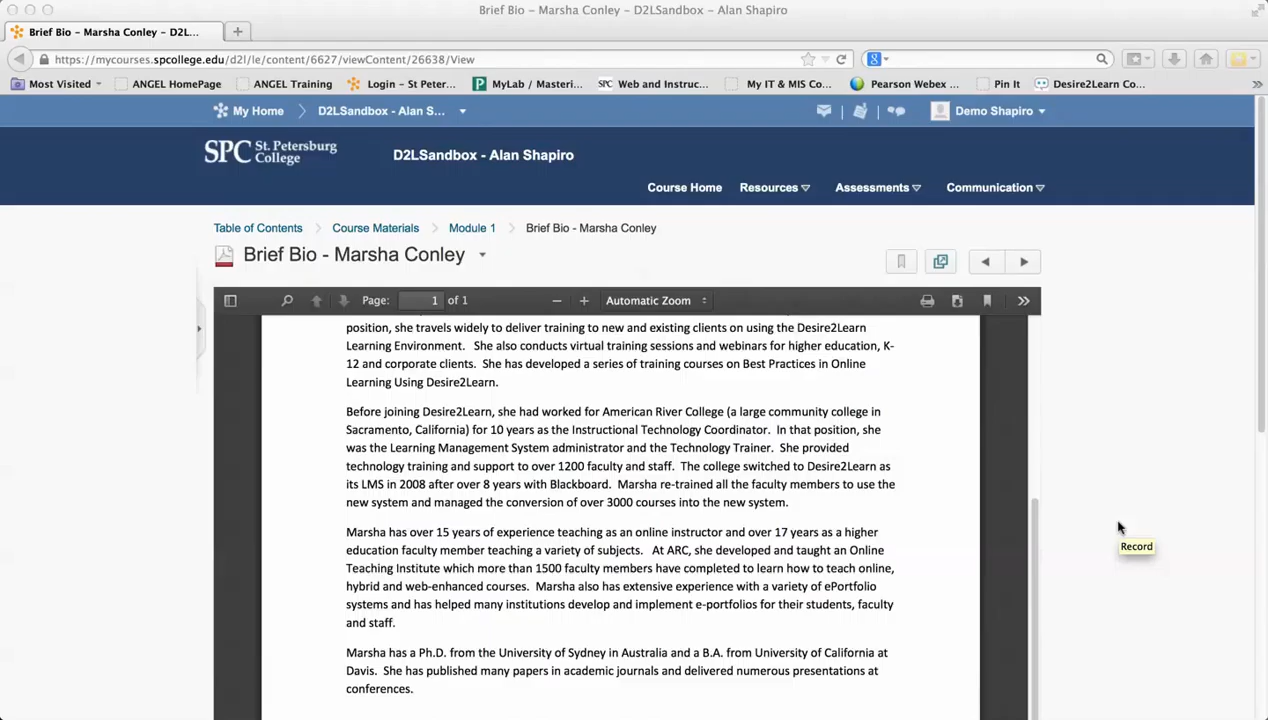 Brief Bio – Marsha Conley – D2LSandbox – Alan Shapiro
Brief Bio – Marsha Conley – D2L...
https://mycourses.spcollege.edu/d2l/le/content/6627/viewContent/26638/View
Most Visited
ANGEL HomePage
ANGEL Training
Login – St Peter...
MyLab / Masteri...
SPC Web and Instruc...
My IT & MIS Co...
Pearson Webex ...
Pin It
Desire2Learn Co...
My Home
D2LSandbox - Alan S...
Demo Shapiro
SPC St. Petersburg College
D2LSandbox - Alan Shapiro
Course Home Resources Assessments Communication
Table of Contents Course Materials Module 1 Brief Bio - Marsha Conley
Brief Bio - Marsha Conley
Page: 1 of 1 Automatic Zoom
position, she travels widely to deliver training to new and existing clients on using the Desire2Learn
Learning Environment. She also conducts virtual training sessions and webinars for higher education, K-
12 and corporate clients. She has developed a series of training courses on Best Practices in Online
Learning Using Desire2Learn.
Before joining Desire2Learn, she had worked for American River College (a large community college in
Sacramento, California) for 10 years as the Instructional Technology Coordinator. In that position, she
was the Learning Management System administrator and the Technology Trainer. She provided
technology training and support to over 1200 faculty and staff. The college switched to Desire2Learn as
its LMS in 2008 after over 8 years with Blackboard. Marsha re-trained all the faculty members to use the
new system and managed the conversion of over 3000 courses into the new system.
Marsha has over 15 years of experience teaching as an online instructor and over 17 years as a higher
education faculty member teaching a variety of subjects. At ARC, she developed and taught an Online
Teaching Institute which more than 1500 faculty members have completed to learn how to teach online,
hybrid and web-enhanced courses. Marsha also has extensive experience with a variety of ePortfolio
systems and has helped many institutions develop and implement e-portfolios for their students, faculty
and staff.
Record
Marsha has a Ph.D. from the University of Sydney in Australia and a B.A. from University of California at
Davis. She has published many papers in academic journals and delivered numerous presentations at
conferences.